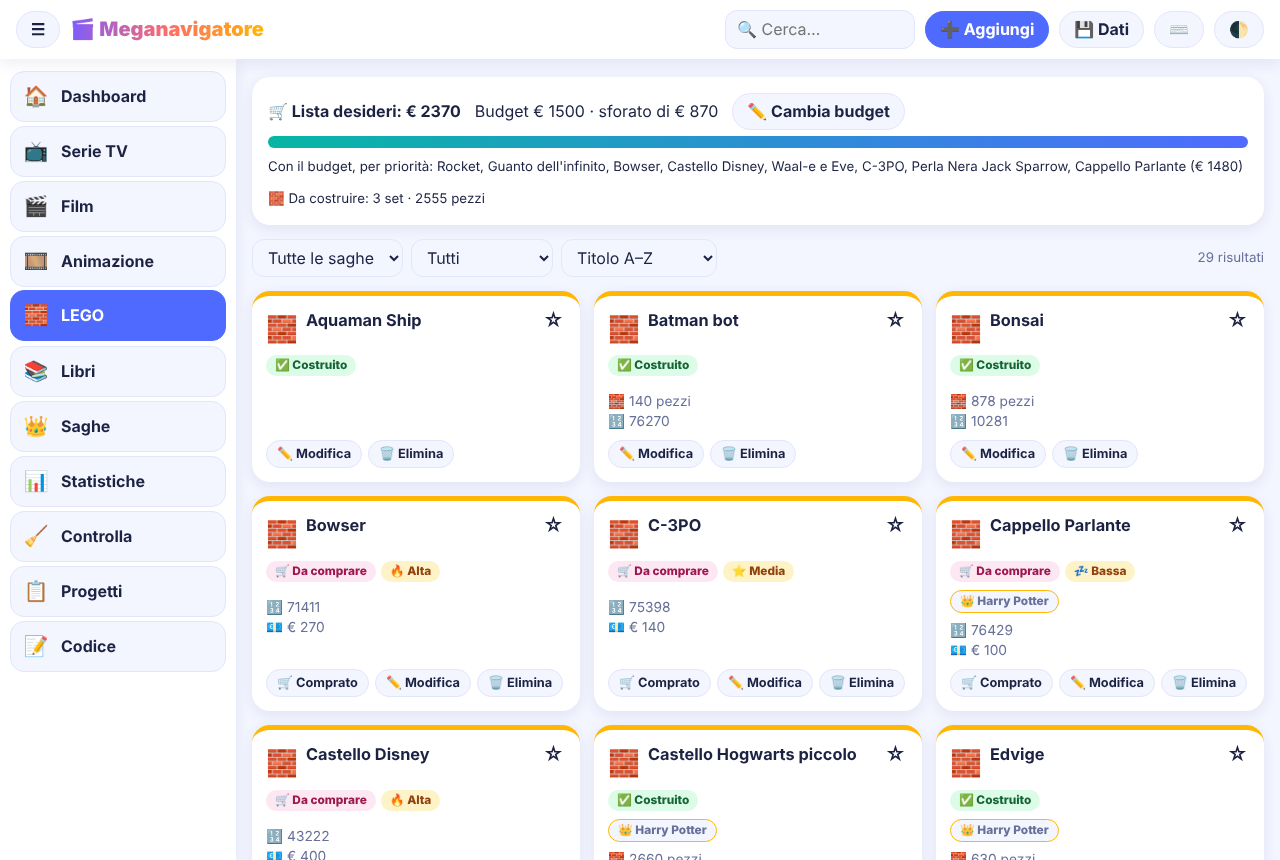 ☰ 🎬 Meganavigatore 🔍 Cerca... ➕ Aggiungi 💾 Dati
🏠 Dashboard
📺 Serie TV
🎬 Film
🎞️ Animazione
🧱 LEGO
📚 Libri
👑 Saghe
📊 Statistiche
🧹 Controlla
📋 Progetti
📝 Codice
🛒 Lista desideri: € 2370 Budget € 1500 · sforato di € 870 ✏️ Cambia budget
Con il budget, per priorità: Rocket, Guanto dell'infinito, Bowser, Castello Disney, Waal-e e Eve, C-3PO, Perla Nera Jack Sparrow, Cappello Parlante (€ 1480)
🧱 Da costruire: 3 set · 2555 pezzi
Tutte le saghe Tutti Titolo A–Z 29 risultati
🧱 Aquaman Ship ☆
✅ Costruito
✏️ Modifica 🗑️ Elimina
🧱 Batman bot ☆
✅ Costruito
🧱 140 pezzi
🔢 76270
✏️ Modifica 🗑️ Elimina
🧱 Bonsai ☆
✅ Costruito
🧱 878 pezzi
🔢 10281
✏️ Modifica 🗑️ Elimina
🧱 Bowser ☆
🛒 Da comprare 🔥 Alta
🔢 71411
💶 € 270
🛒 Comprato ✏️ Modifica 🗑️ Elimina
🧱 C-3PO ☆
🛒 Da comprare ⭐ Media
🔢 75398
💶 € 140
🛒 Comprato ✏️ Modifica 🗑️ Elimina
🧱 Cappello Parlante ☆
🛒 Da comprare 💤 Bassa
👑 Harry Potter
🔢 76429
💶 € 100
🛒 Comprato ✏️ Modifica 🗑️ Elimina
🧱 Castello Disney ☆
🛒 Da comprare 🔥 Alta
🔢 43222
💶 € 400
🧱 Castello Hogwarts piccolo ☆
✅ Costruito
👑 Harry Potter
🧱 2660 pezzi
🧱 Edvige ☆
✅ Costruito
👑 Harry Potter
🧱 630 pezzi